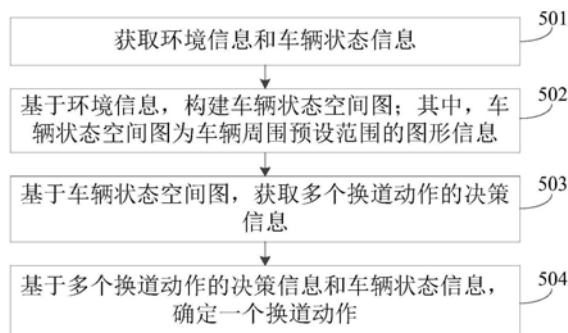 获取环境信息和车辆状态信息
501
基于环境信息，构建车辆状态空间图；其中，车
辆状态空间图为车辆周围预设范围的图形信息
502
基于车辆状态空间图，获取多个换道动作的决策
信息
503
基于多个换道动作的决策信息和车辆状态信息，
确定一个换道动作
504